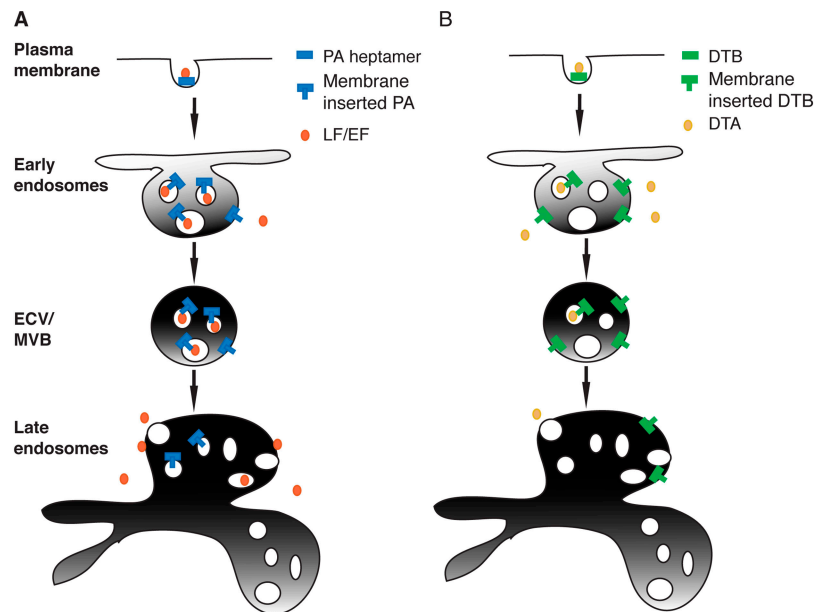 A
Plasma
membrane
PA heptamer
Membrane
inserted PA
LF/EF
Early
endosomes
ECV/
MVB
Late
endosomes
B
DTB
Membrane
inserted DTB
DTA